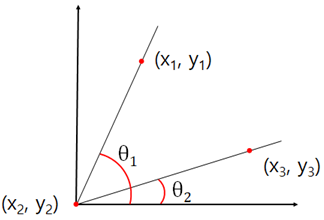 (x₁, y₁)
θ₁
(x₃, y₃)
θ₂
(x₂, y₂)